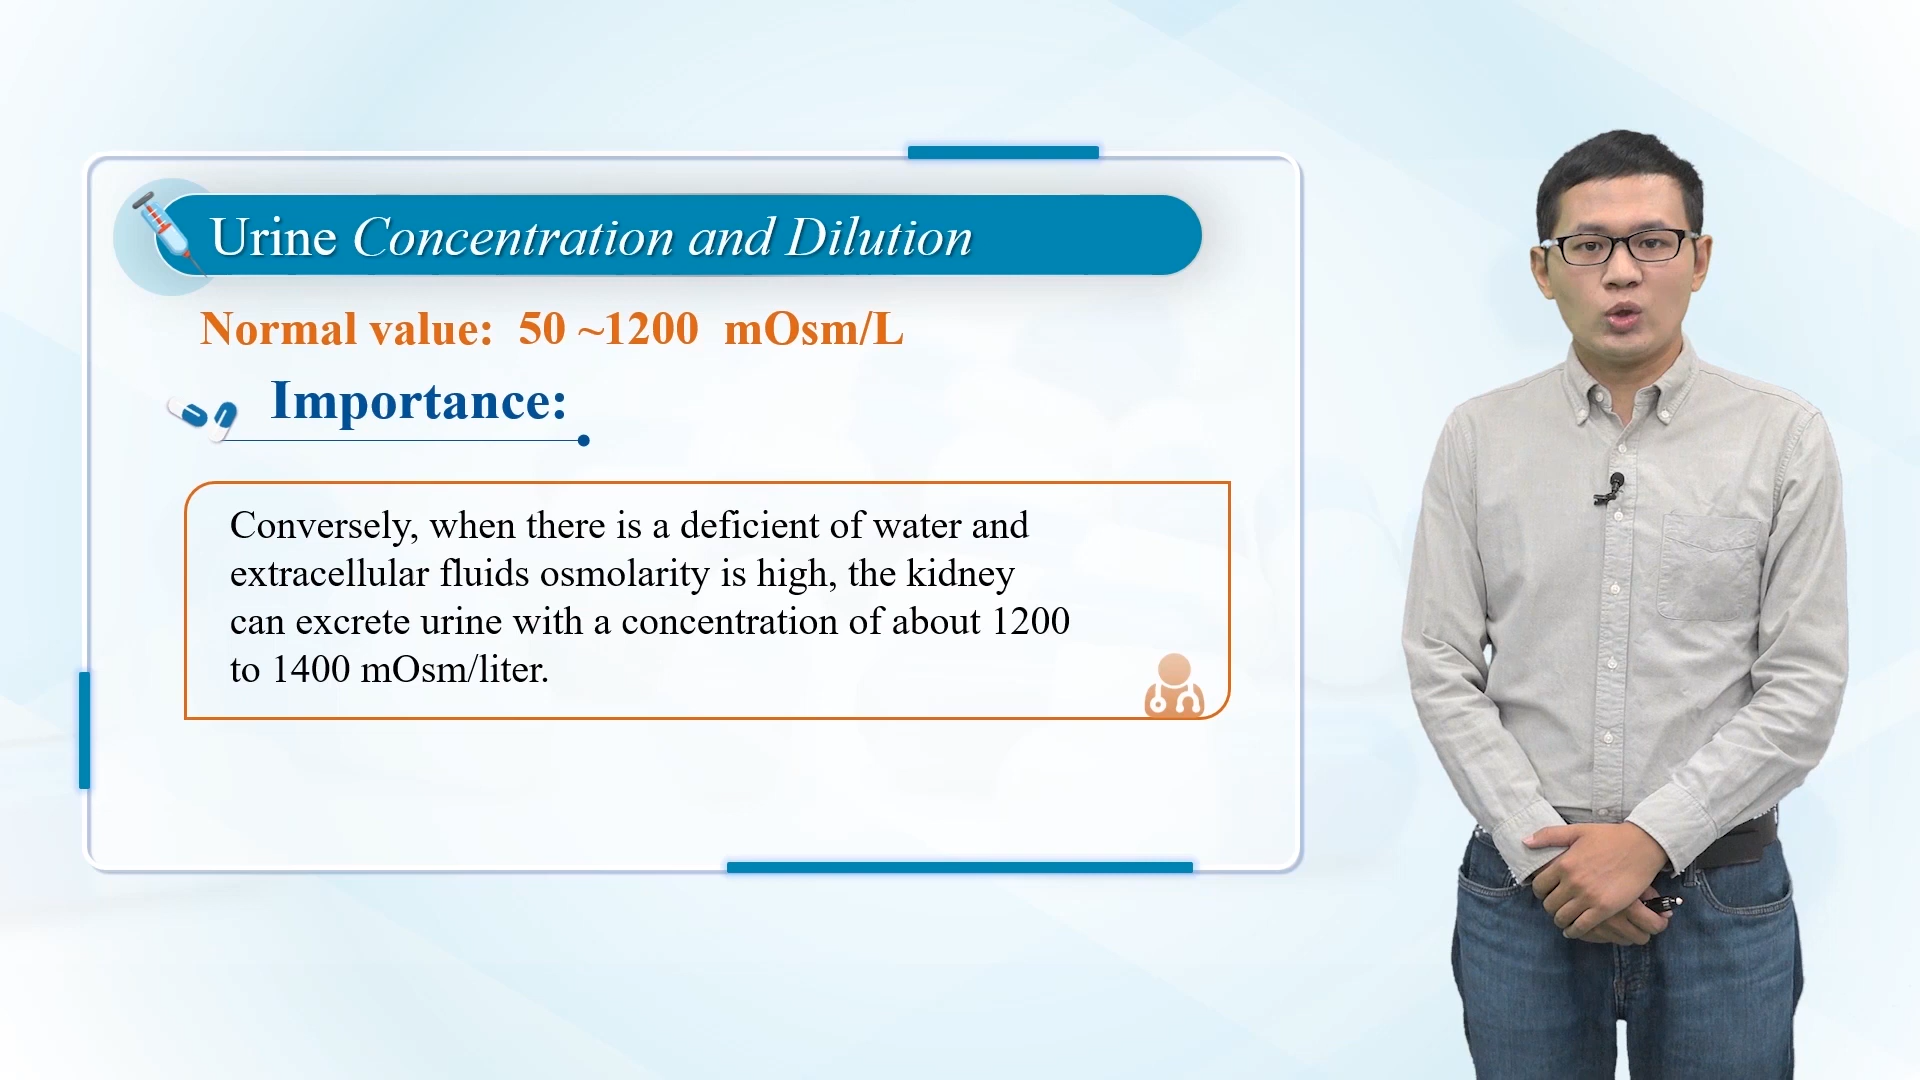 Urine Concentration and Dilution
Normal value: 50 ~1200 mOsm/L
Importance:
Conversely, when there is a deficient of water and
extracellular fluids osmolarity is high, the kidney
can excrete urine with a concentration of about 1200
to 1400 mOsm/liter.